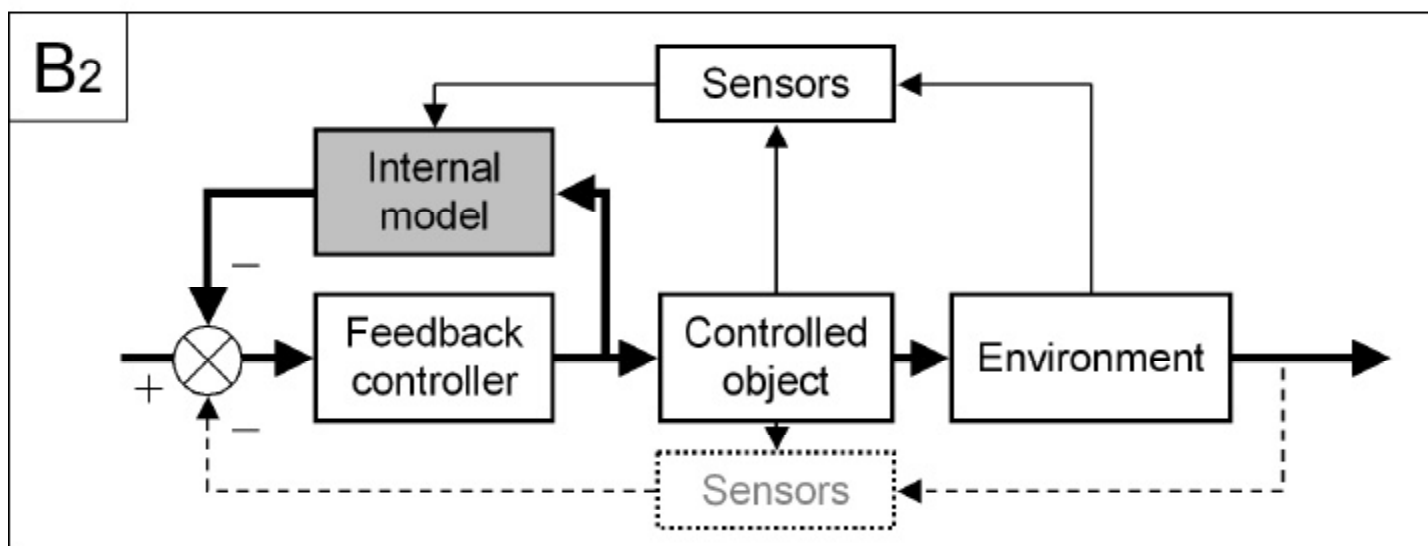 B2
Sensors
Internal
model
−
Feedback
controller
Controlled
object
Environment
+
−
Sensors